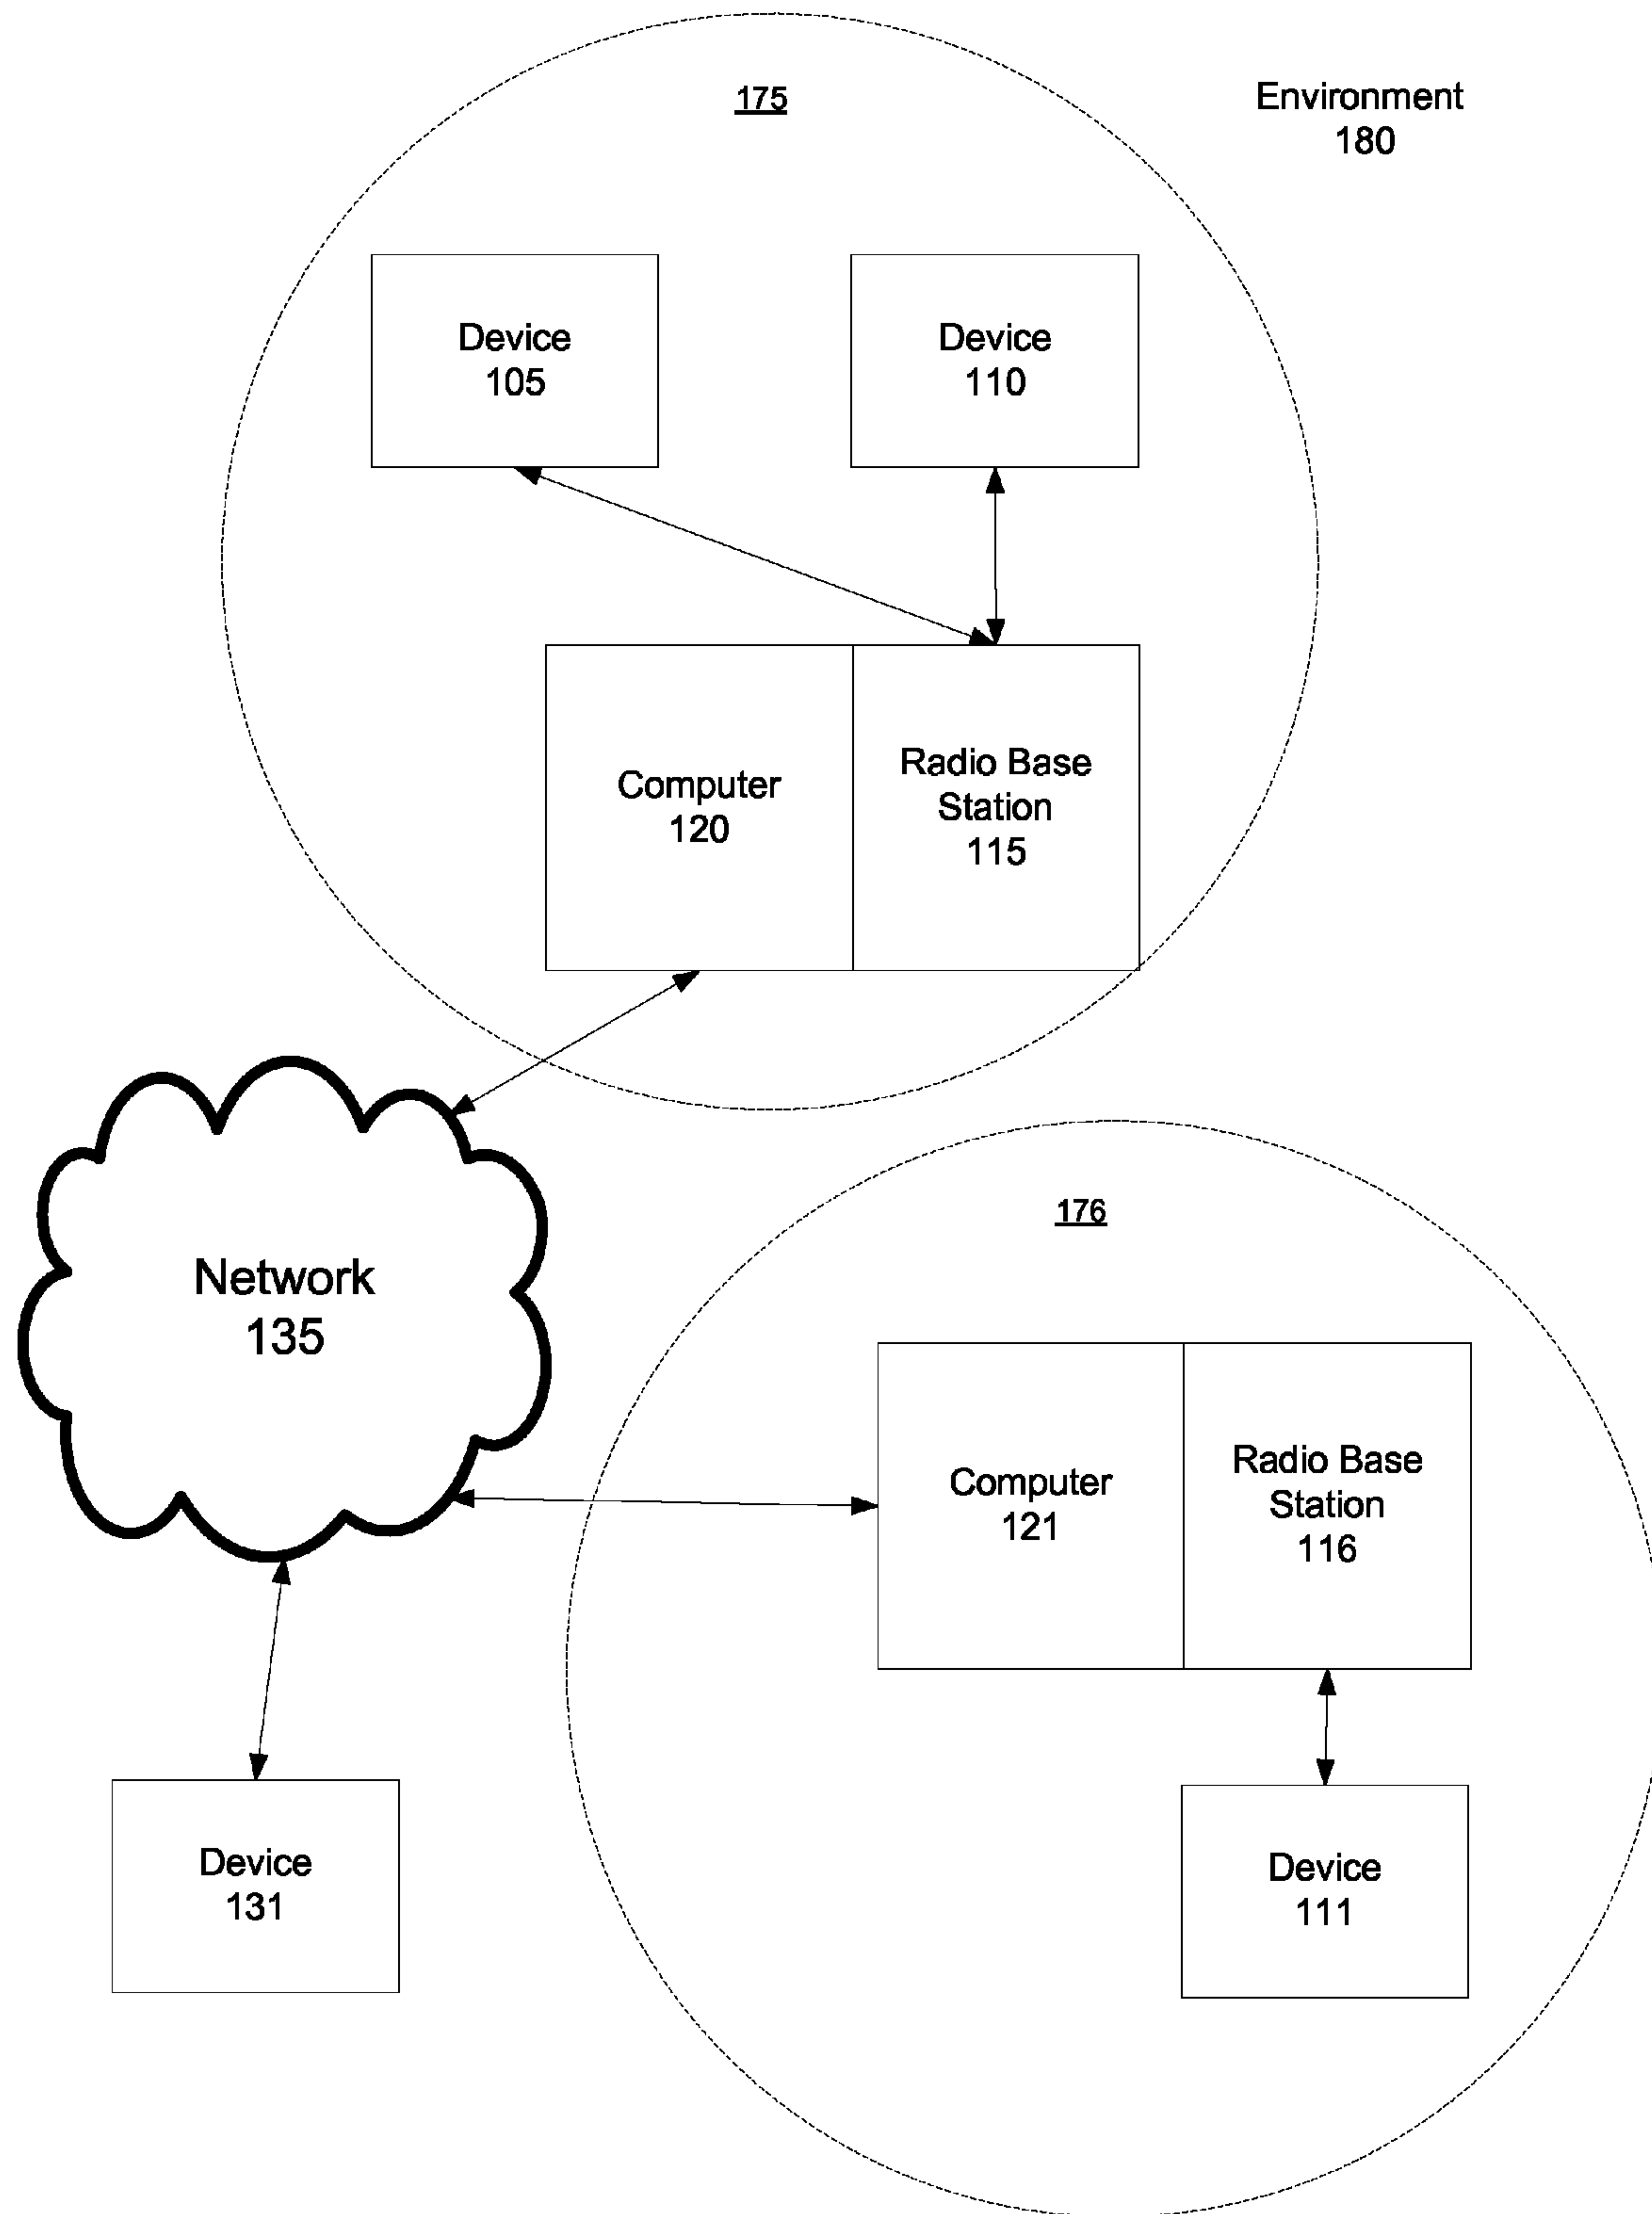 175
Environment
180
Device
105
Device
110
Computer
120
Radio Base
Station
115
Network
135
176
Computer
121
Radio Base
Station
116
Device
131
Device
111